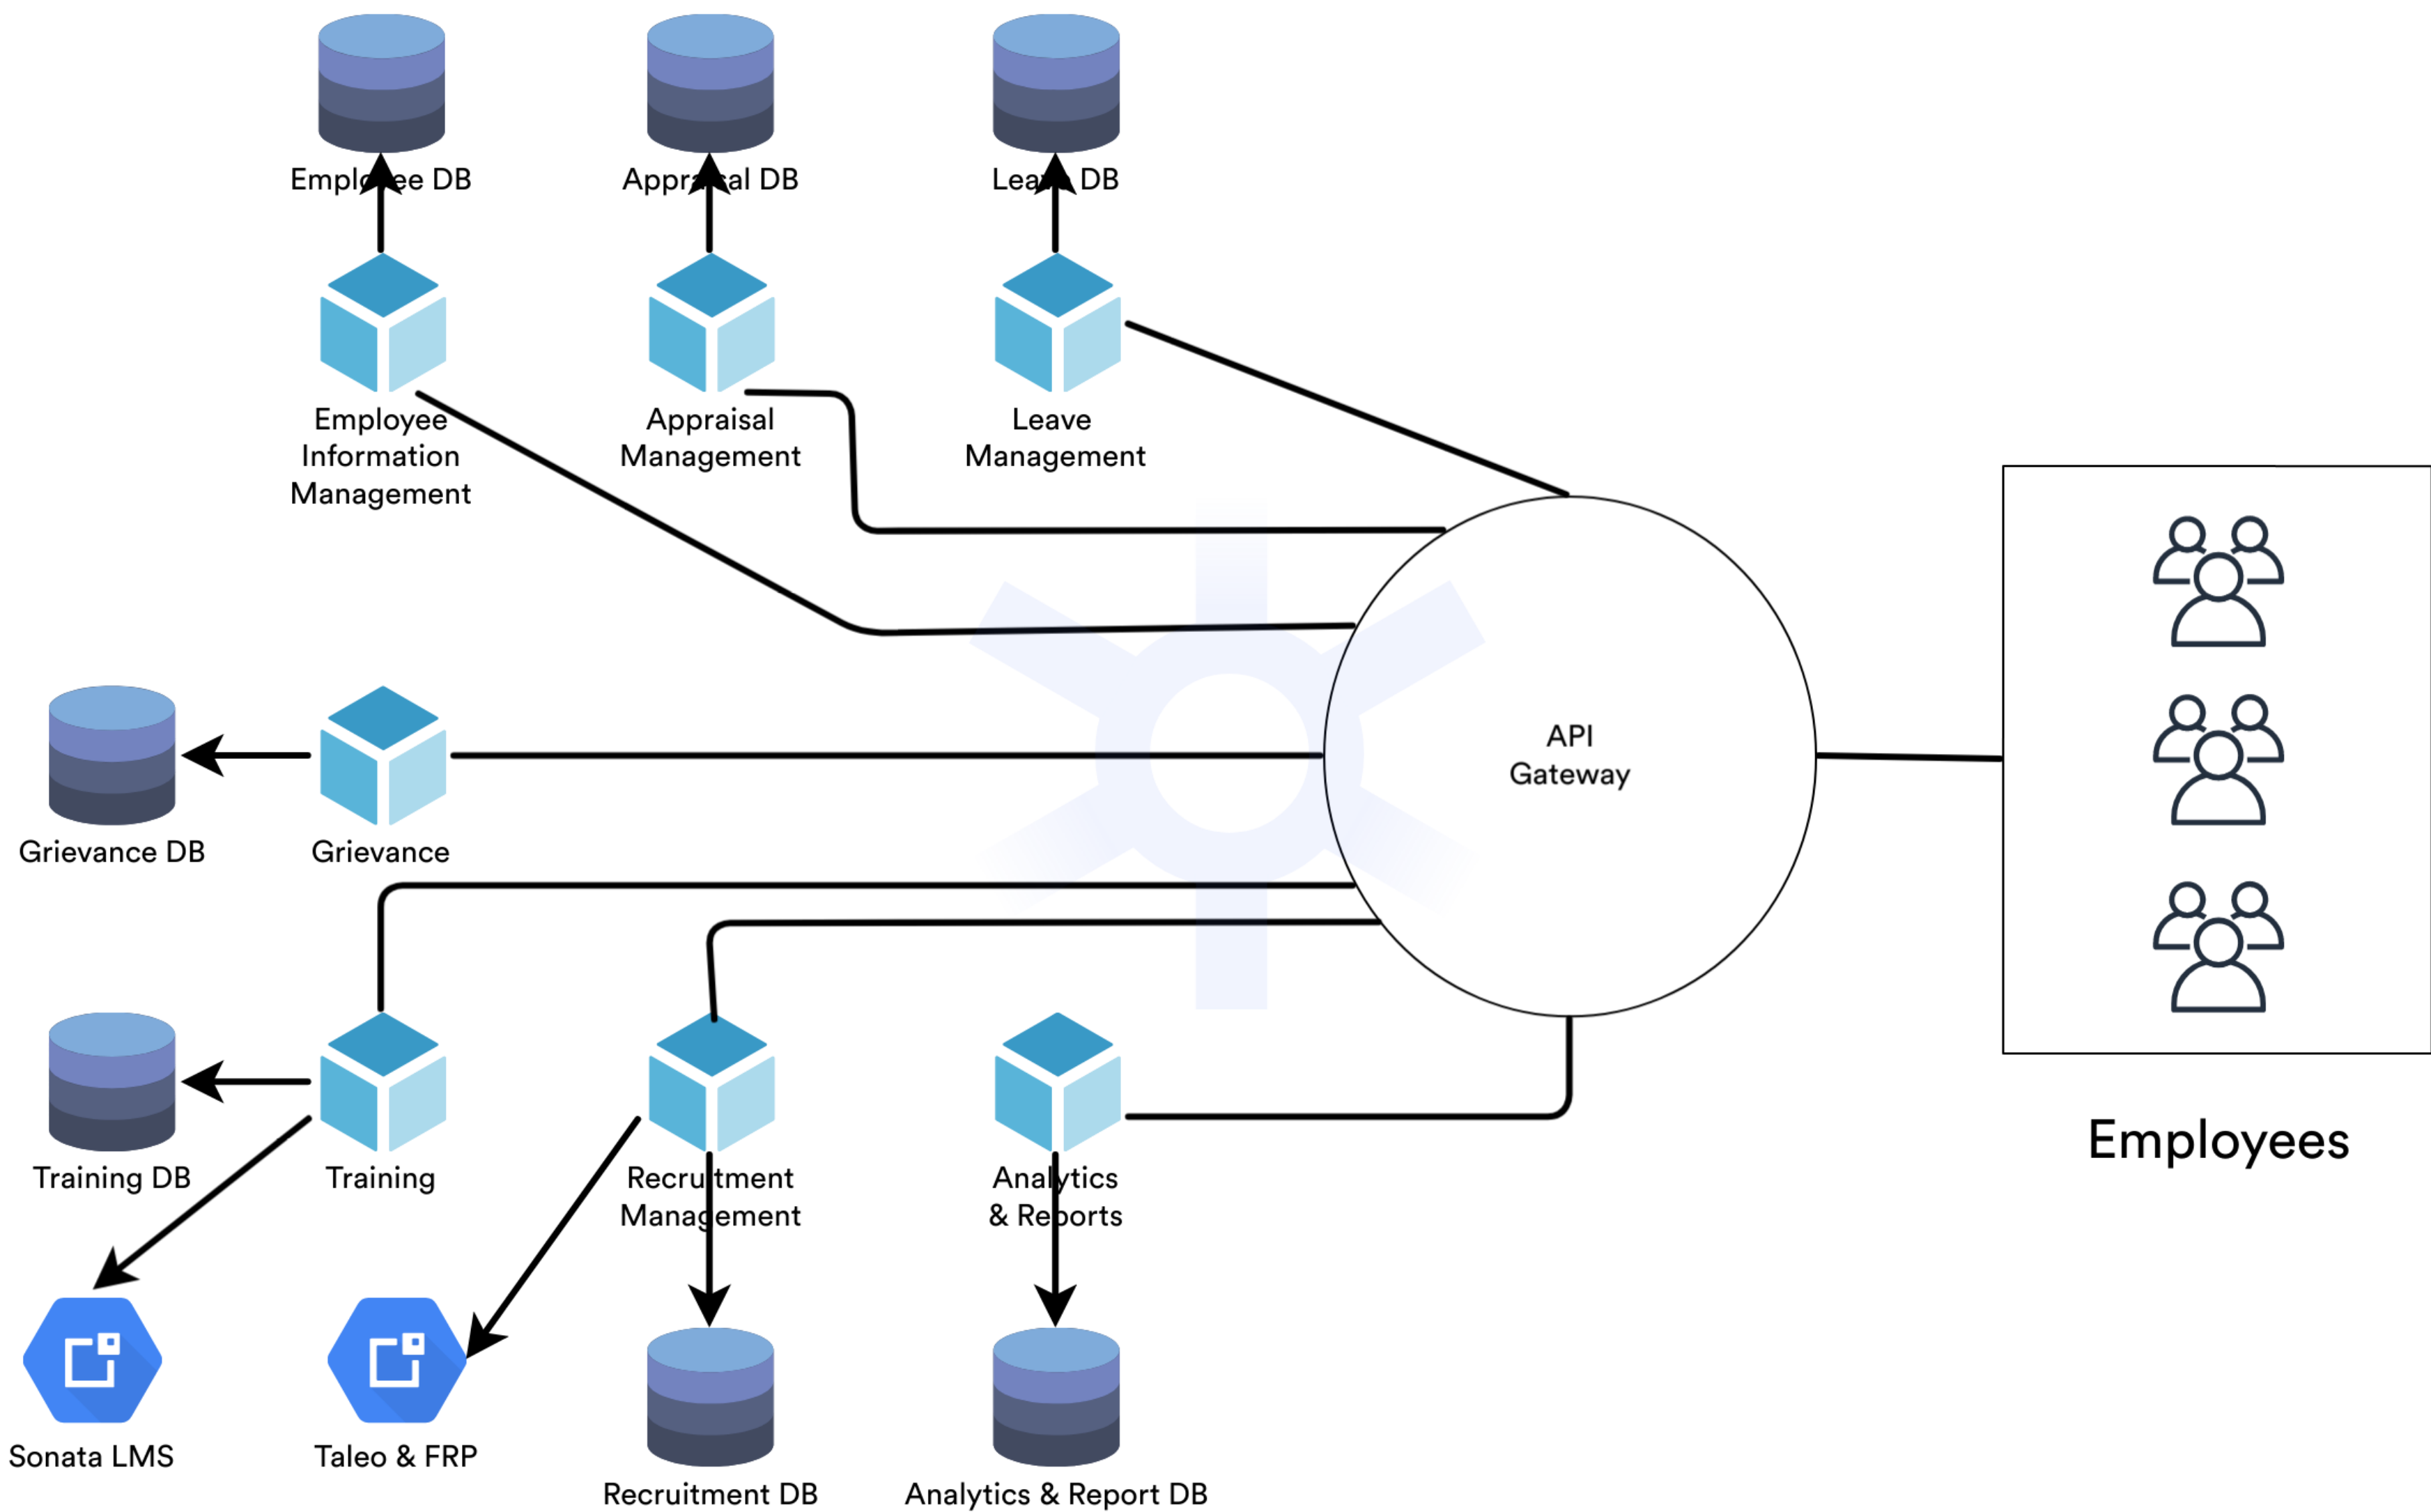 Employee DB
Appraisal DB
Leave DB
Employee
Information
Management
Appraisal
Management
Leave
Management
API
Gateway
Grievance DB
Grievance
Employees
Training DB
Training
Recruitment
Management
Analytics
& Reports
Sonata LMS
Taleo & FRP
Recruitment DB
Analytics & Report DB